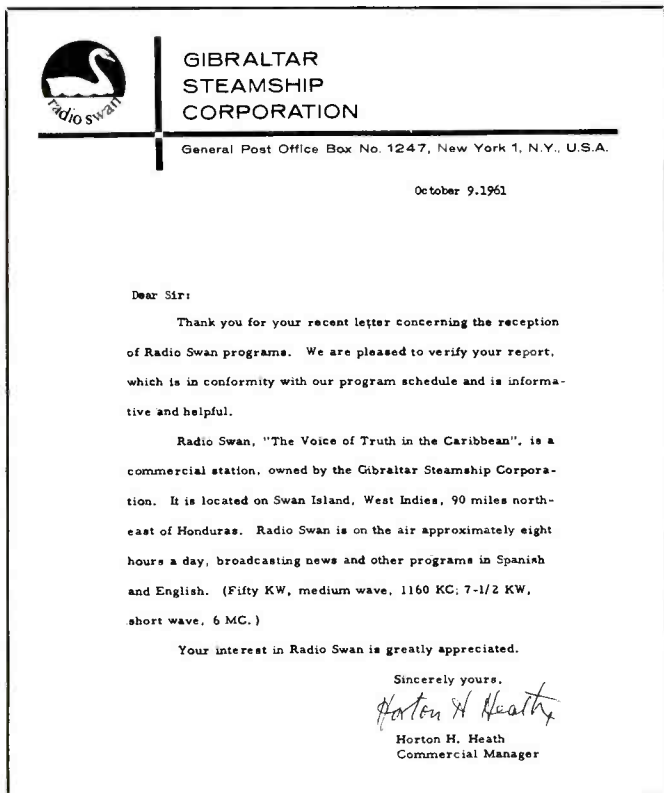 radio swan
GIBRALTAR
STEAMSHIP
CORPORATION
General Post Office Box No. 1247, New York 1, N.Y., U.S.A.
October 9.1961
Dear Sir:
Thank you for your recent letter concerning the reception
of Radio Swan programs. We are pleased to verify your report,
which is in conformity with our program schedule and is informa-
tive and helpful.
Radio Swan, "The Voice of Truth in the Caribbean", is a
commercial station, owned by the Gibraltar Steamship Corpora-
tion. It is located on Swan Island, West Indies, 90 miles north-
east of Honduras. Radio Swan is on the air approximately eight
hours a day, broadcasting news and other programs in Spanish
and English. (Fifty KW, medium wave, 1160 KC; 7-1/2 KW,
short wave, 6 MC.)
Your interest in Radio Swan is greatly appreciated.
Sincerely yours,
Horton H Heath
Horton H. Heath
Commercial Manager